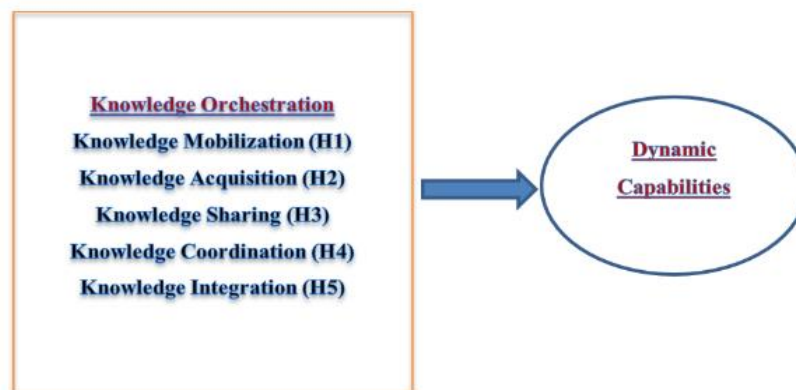 Knowledge Orchestration
Knowledge Mobilization (H1)
Knowledge Acquisition (H2)
Knowledge Sharing (H3)
Knowledge Coordination (H4)
Knowledge Integration (H5)
Dynamic
Capabilities